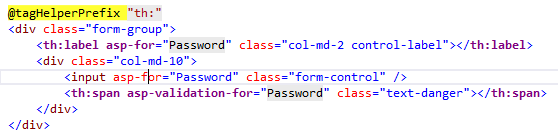 @tagHelperPrefix "th:"
<div class="form-group">
<th:label asp-for="Password" class="col-md-2 control-label"></th:label>
<div class="col-md-10">
<input asp-for="Password" class="form-control" />
<th:span asp-validation-for="Password" class="text-danger"></th:span>
</div>
</div>